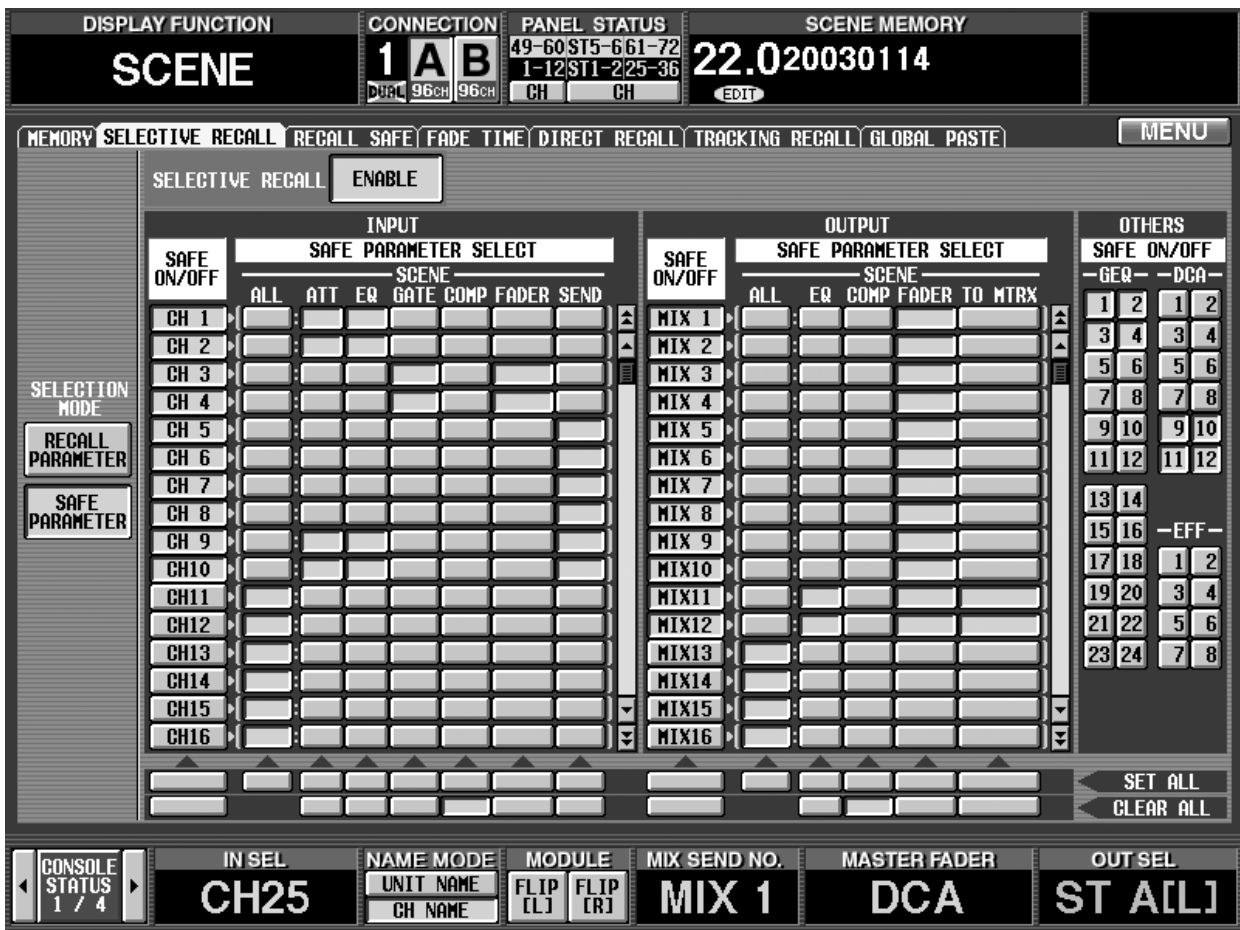 DISPLAY FUNCTION CONNECTION PANEL STATUS SCENE MEMORY
SCENE
1 A B
DUAL 96CH 96CH
49-60 ST5-6 61-72
1-12 ST1-2 25-36
CH CH
22.0 20030114
EDIT
MEMORY SELECTIVE RECALL RECALL SAFE FADE TIME DIRECT RECALL TRACKING RECALL GLOBAL PASTE MENU
SELECTIVE RECALL ENABLE
INPUT OUTPUT OTHERS
SAFE ON/OFF SAFE PARAMETER SELECT SAFE ON/OFF SAFE PARAMETER SELECT SAFE ON/OFF
SCENE SCENE GEQ DCA
ALL ATT EQ GATE COMP FADER SEND ALL EQ COMP FADER TO MTRX
CH 1 MIX 1 1 2 1 2
CH 2 MIX 2 3 4 3 4
CH 3 MIX 3 5 6 5 6
CH 4 MIX 4 7 8 7 8
CH 5 MIX 5 9 10 9 10
CH 6 MIX 6 11 12 11 12
CH 7 MIX 7
CH 8 MIX 8 13 14
CH 9 MIX 9 15 16 EFF
CH10 MIX10 17 18 1 2
CH11 MIX11 19 20 3 4
CH12 MIX12 21 22 5 6
CH13 MIX13 23 24 7 8
CH14 MIX14
CH15 MIX15
CH16 MIX16
SELECTION
MODE
RECALL
PARAMETER
SAFE
PARAMETER
SET ALL
CLEAR ALL
CONSOLE
STATUS
1 / 4
IN SEL
CH25
NAME MODE
UNIT NAME
CH NAME
MODULE
FLIP [L] FLIP [R]
MIX SEND NO.
MIX 1
MASTER FADER
DCA
OUT SEL
ST A[L]